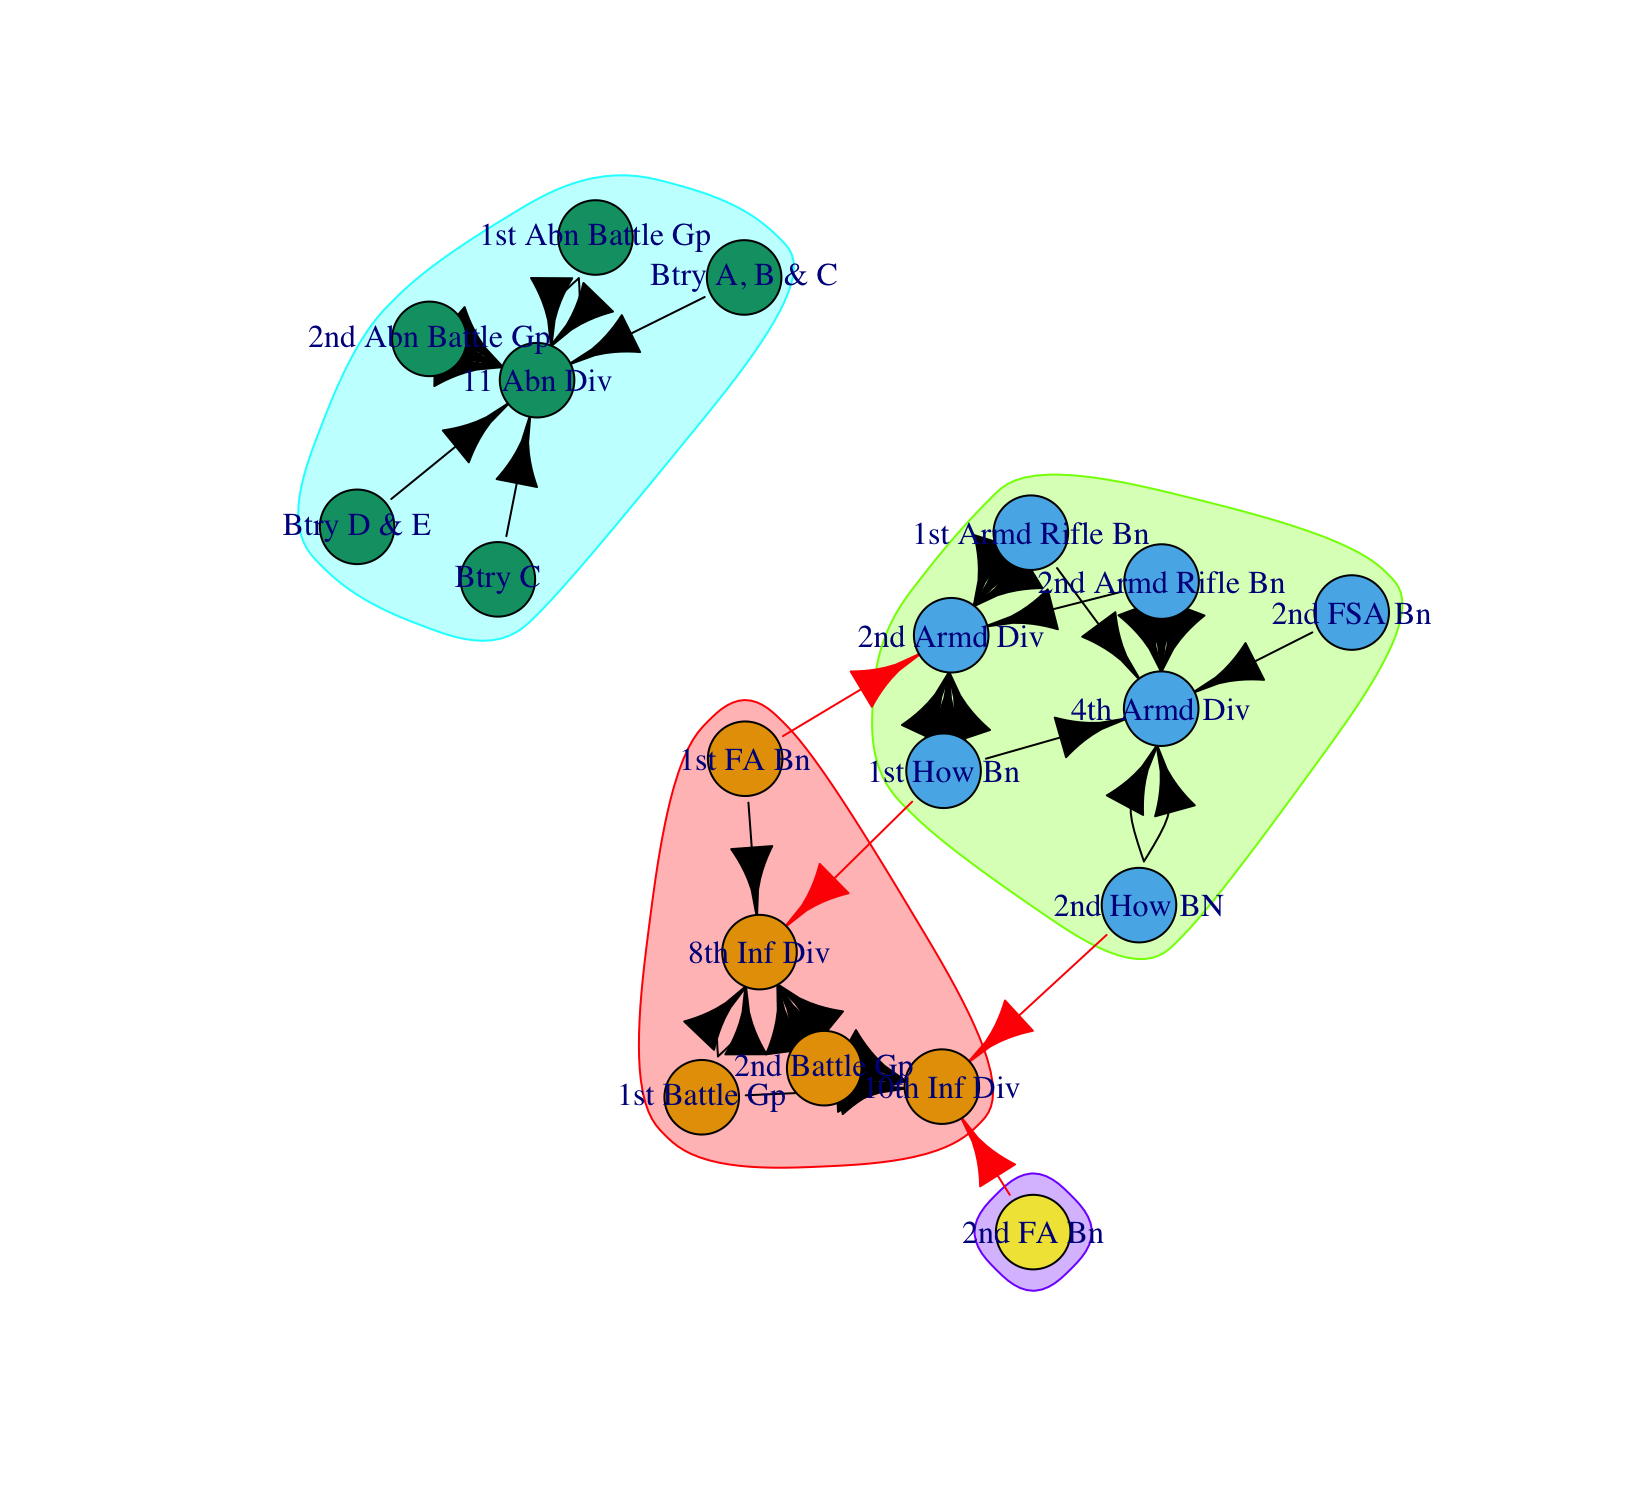 1st Abn Battle Gp
Btry A, B & C
2nd Abn Battle Gp
11 Abn Div
Btry D & E
Btry C
1st Armd Rifle Bn
2nd Armd Rifle Bn
2nd FSA Bn
2nd Armd Div
4th Armd Div
1st FA Bn
1st How Bn
2nd How BN
8th Inf Div
2nd Battle Gp
10th Inf Div
1st Battle Gp
2nd FA Bn